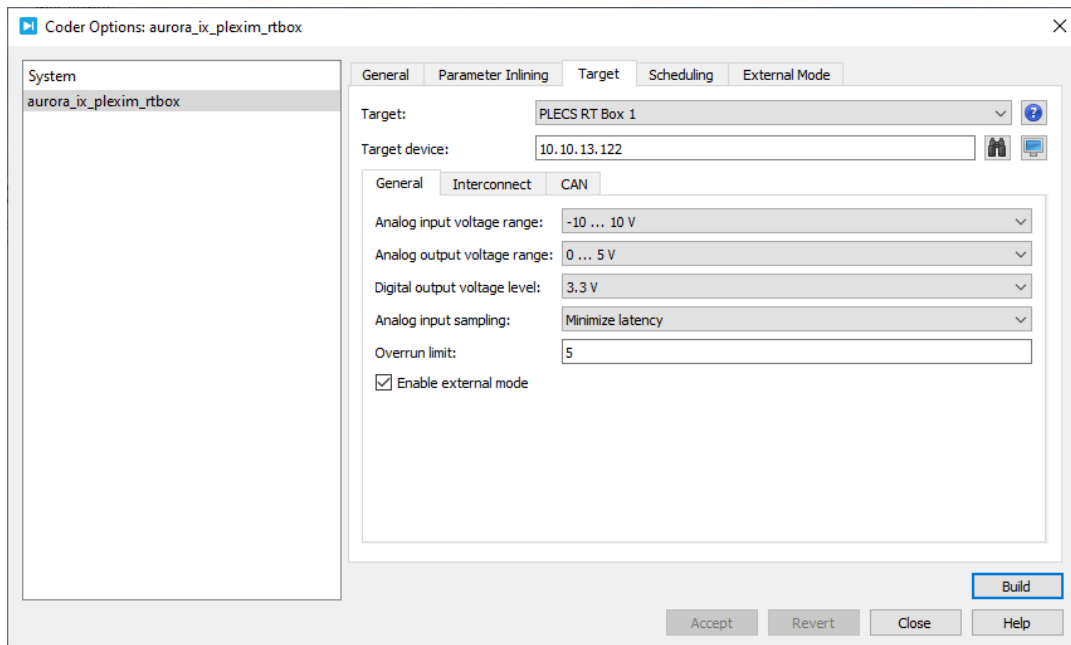 Coder Options: aurora_ix_plexim_rtbox
System
aurora_ix_plexim_rtbox
General Parameter Inlining Target Scheduling External Mode
Target: PLECS RT Box 1
Target device: 10.10.13.122
General Interconnect CAN
Analog input voltage range: -10 ... 10 V
Analog output voltage range: 0 ... 5 V
Digital output voltage level: 3.3 V
Analog input sampling: Minimize latency
Overrun limit: 5
Enable external mode
Build
Accept Revert Close Help